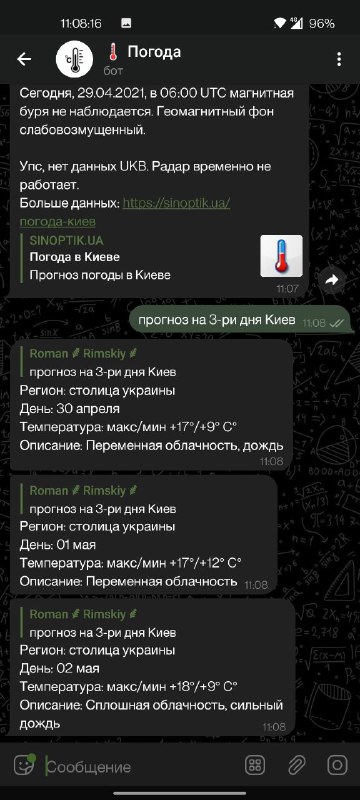 11:08:16
4G
96%
Погода
бот
Сегодня, 29.04.2021, в 06:00 UTC магнитная
буря не наблюдается. Геомагнитный фон
слабовозмущенный.
Упс, нет данных UKB. Радар временно не
работает.
Больше данных: https://sinoptik.ua/
погода-киев
SINOPTIK.UA
Погода в Киеве
Прогноз погоды в Киеве
11:07
прогноз на 3-ри дня Киев 11:08
Roman Rimskiy
прогноз на 3-ри дня Киев
Регион: столица украины
День: 30 апреля
Температура: макс/мин +17°/+9° C°
Описание: Переменная облачность, дождь
11:08
Roman Rimskiy
прогноз на 3-ри дня Киев
Регион: столица украины
День: 01 мая
Температура: макс/мин +17°/+12° C°
Описание: Переменная облачность 11:08
Roman Rimskiy
прогноз на 3-ри дня Киев
Регион: столица украины
День: 02 мая
Температура: макс/мин +18°/+9° C°
Описание: Сплошная облачность, сильный
дождь 11:08
Сообщение